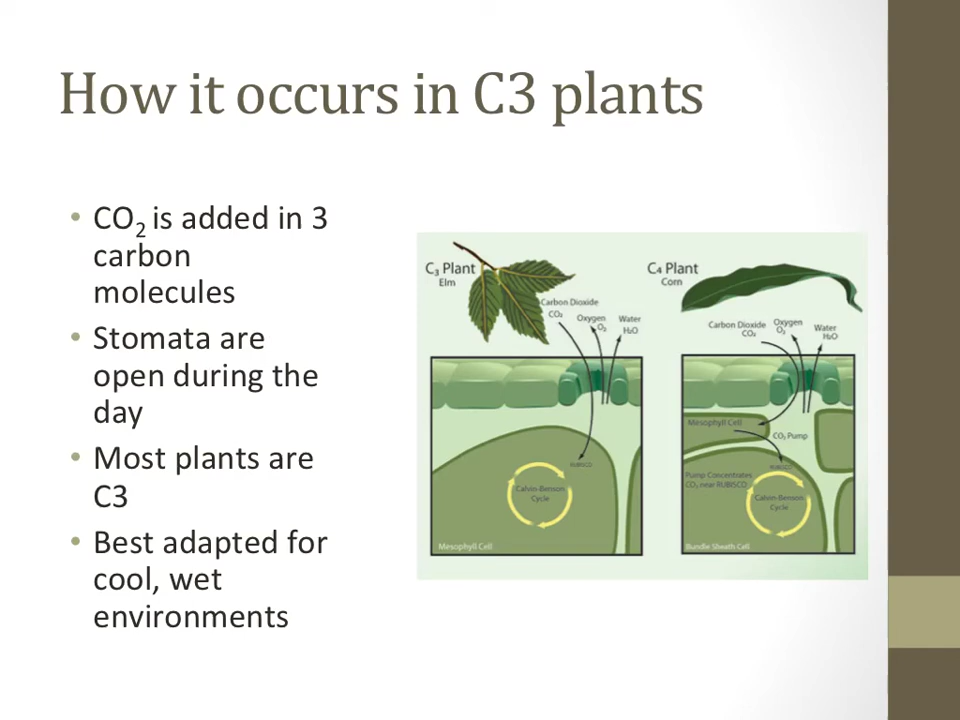 How it occurs in C3 plants
• CO₂ is added in 3
carbon
molecules
• Stomata are
open during the
day
• Most plants are
C3
• Best adapted for
cool, wet
environments
C₃ Plant
Elm
Carbon Dioxide
CO₂
Oxygen
O₂
Water
H₂O
RUBISCO
Calvin-Benson
Cycle
Mesophyll Cell
C₄ Plant
Corn
Carbon Dioxide
CO₂
Oxygen
O₂
Water
H₂O
Mesophyll Cell
CO₂ Pump
Pump Concentrates
CO₂ near RUBISCO
RUBISCO
Calvin-Benson
Cycle
Bundle Sheath Cell